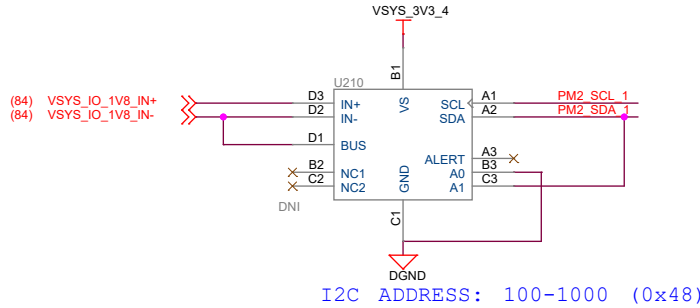 VSYS_3V3_4
U210
B1
(84) VSYS_IO_1V8_IN+ D3 IN+ VS SCL A1 PM2_SCL_1
(84) VSYS_IO_1V8_IN- D2 IN- SDA A2 PM2_SDA_1
D1 BUS
ALERT A3
B2 NC1 A0 B3
C2 NC2 GND A1 C3
DNI
C1
DGND
I2C ADDRESS: 100-1000 (0x48)